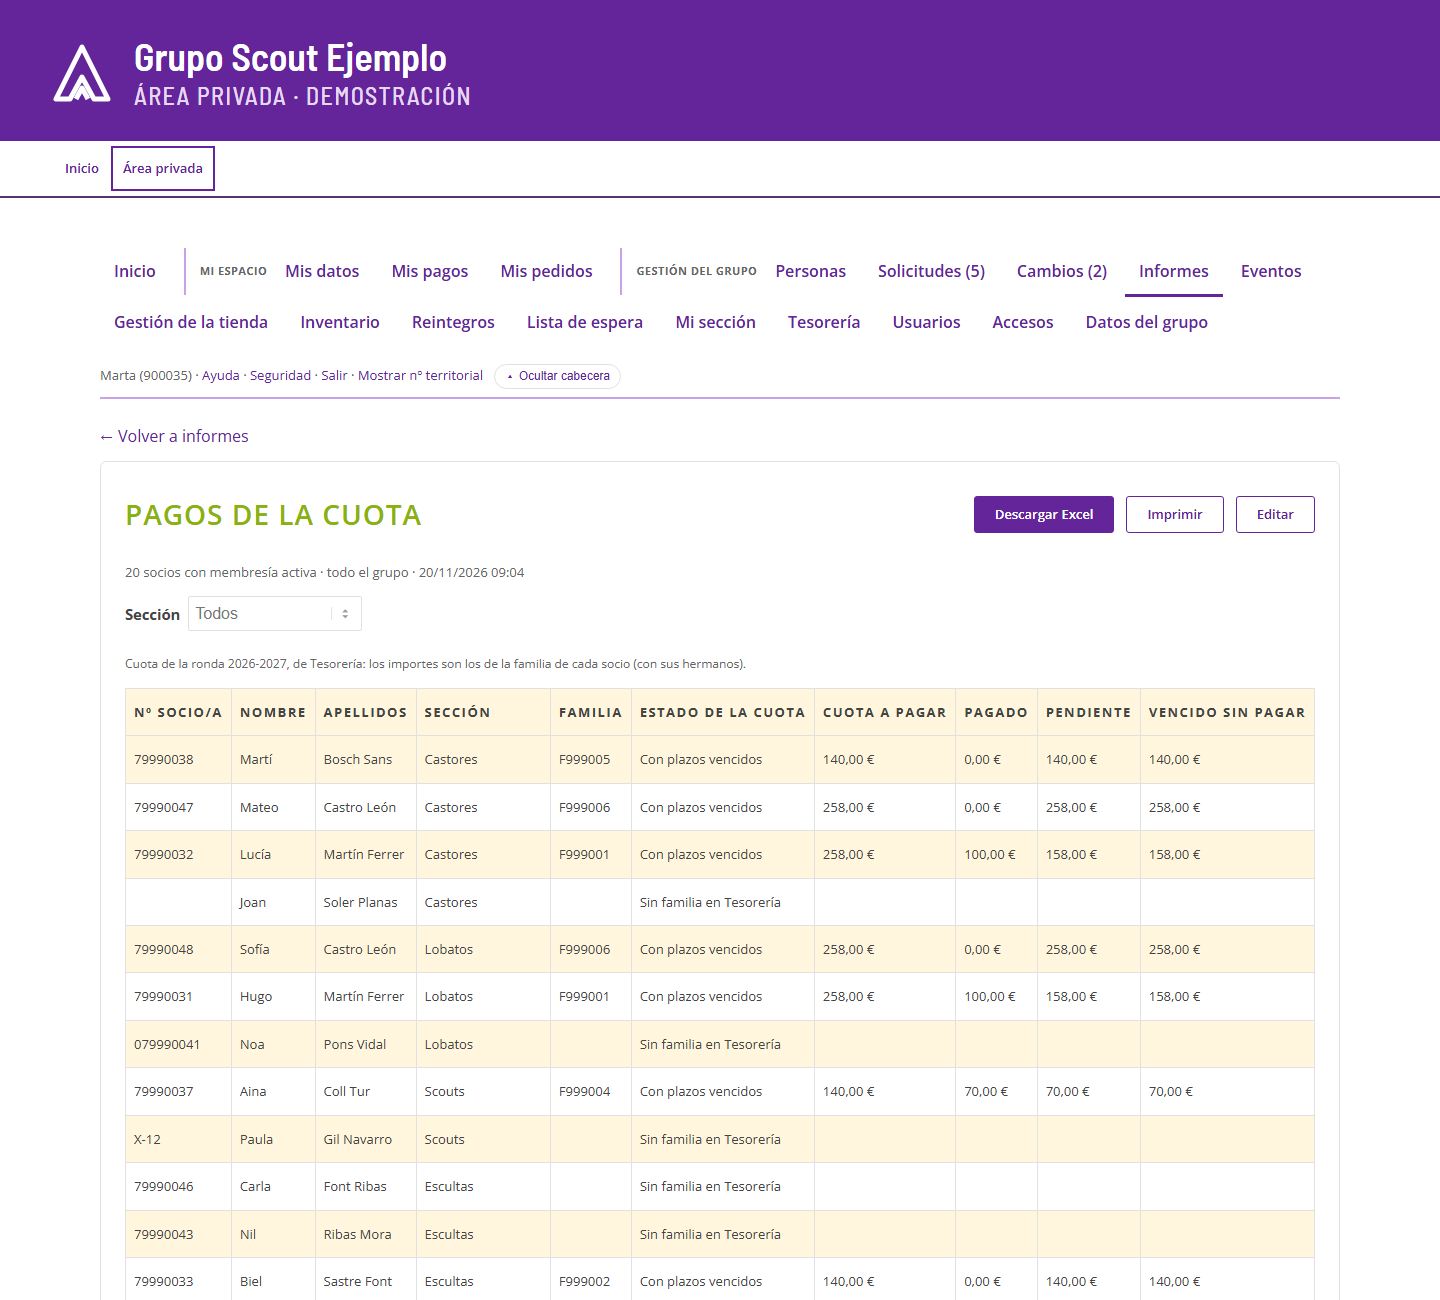 Grupo Scout Ejemplo
ÁREA PRIVADA · DEMOSTRACIÓN
Inicio Área privada
Inicio MI ESPACIO Mis datos Mis pagos Mis pedidos GESTIÓN DEL GRUPO Personas Solicitudes (5) Cambios (2) Informes Eventos
Gestión de la tienda Inventario Reintegros Lista de espera Mi sección Tesorería Usuarios Accesos Datos del grupo
Marta (900035) · Ayuda · Seguridad · Salir · Mostrar nº territorial ▲ Ocultar cabecera
← Volver a informes
PAGOS DE LA CUOTA Descargar Excel Imprimir Editar
20 socios con membresía activa · todo el grupo · 20/11/2026 09:04
Sección Todos
Cuota de la ronda 2026-2027, de Tesorería: los importes son los de la familia de cada socio (con sus hermanos).
Nº SOCIO/A NOMBRE APELLIDOS SECCIÓN FAMILIA ESTADO DE LA CUOTA CUOTA A PAGAR PAGADO PENDIENTE VENCIDO SIN PAGAR
79990038 Martí Bosch Sans Castores F999005 Con plazos vencidos 140,00 € 0,00 € 140,00 € 140,00 €
79990047 Mateo Castro León Castores F999006 Con plazos vencidos 258,00 € 0,00 € 258,00 € 258,00 €
79990032 Lucía Martín Ferrer Castores F999001 Con plazos vencidos 258,00 € 100,00 € 158,00 € 158,00 €
Joan Soler Planas Castores Sin familia en Tesorería
79990048 Sofía Castro León Lobatos F999006 Con plazos vencidos 258,00 € 0,00 € 258,00 € 258,00 €
79990031 Hugo Martín Ferrer Lobatos F999001 Con plazos vencidos 258,00 € 100,00 € 158,00 € 158,00 €
079990041 Noa Pons Vidal Lobatos Sin familia en Tesorería
79990037 Aina Coll Tur Scouts F999004 Con plazos vencidos 140,00 € 70,00 € 70,00 € 70,00 €
X-12 Paula Gil Navarro Scouts Sin familia en Tesorería
79990046 Carla Font Ribas Escultas Sin familia en Tesorería
79990043 Nil Ribas Mora Escultas Sin familia en Tesorería
79990033 Biel Sastre Font Escultas F999002 Con plazos vencidos 140,00 € 0,00 € 140,00 € 140,00 €